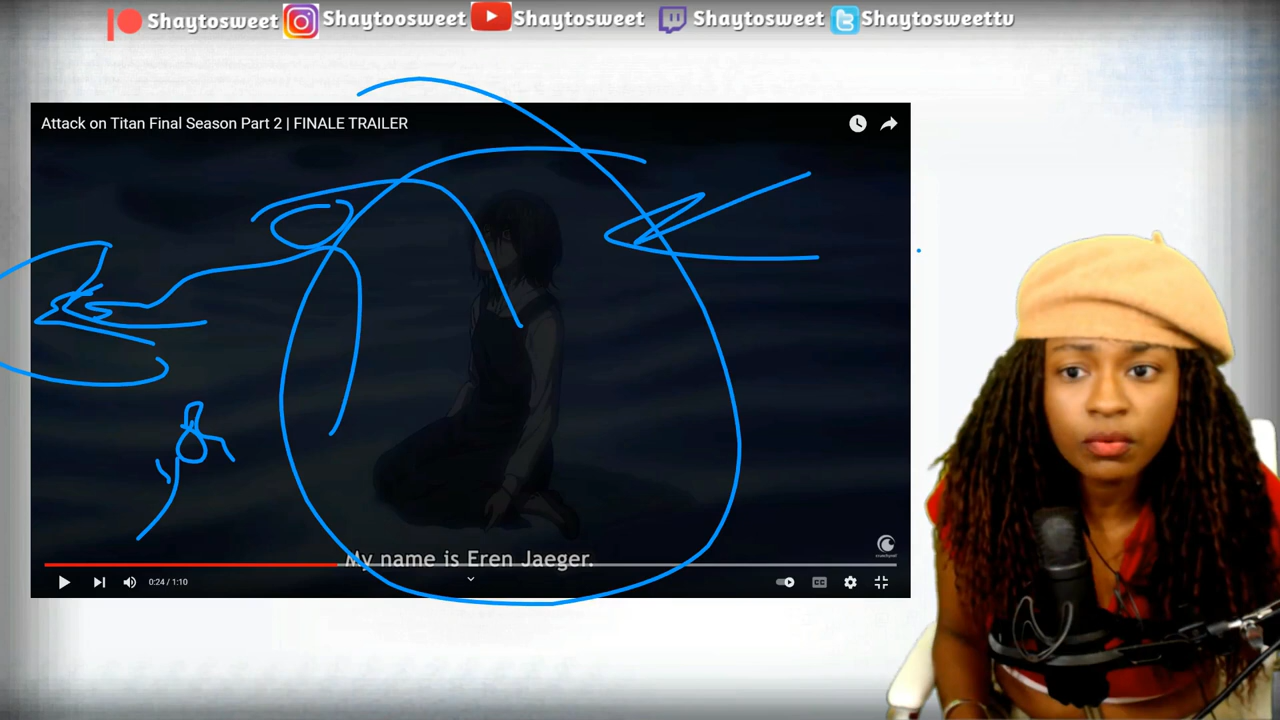 Shaytosweet Shaytoosweet Shaytosweet Shaytosweet Shaytosweettv
Attack on Titan Final Season Part 2 | FINALE TRAILER
My name is Eren Jaeger.
0:24 / 1:10